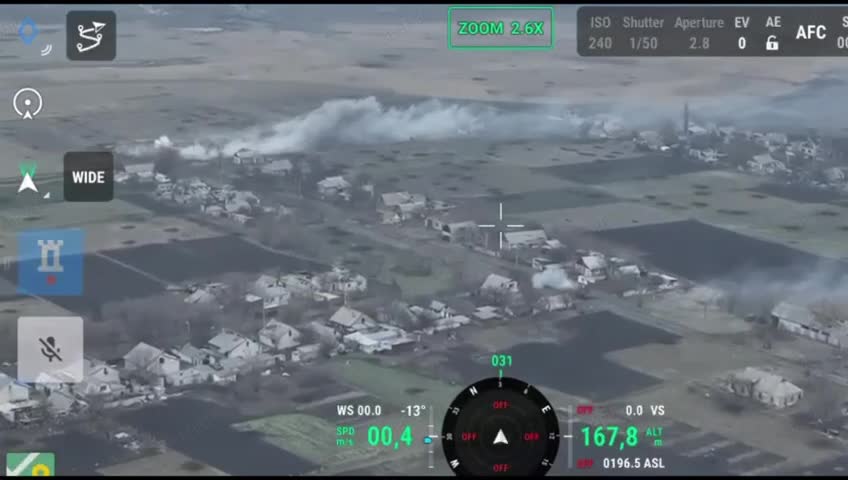 ZOOM 2.6X
ISO Shutter Aperture EV AE
240 1/50 2.8 0
AFC
WIDE
031
WS 00.0 -13°
SPD m/s 00,4
N
E
W
3
33
OFF
OFF OFF
OFF
OFF 0.0 VS
167,8 ALT m
0196.5 ASL